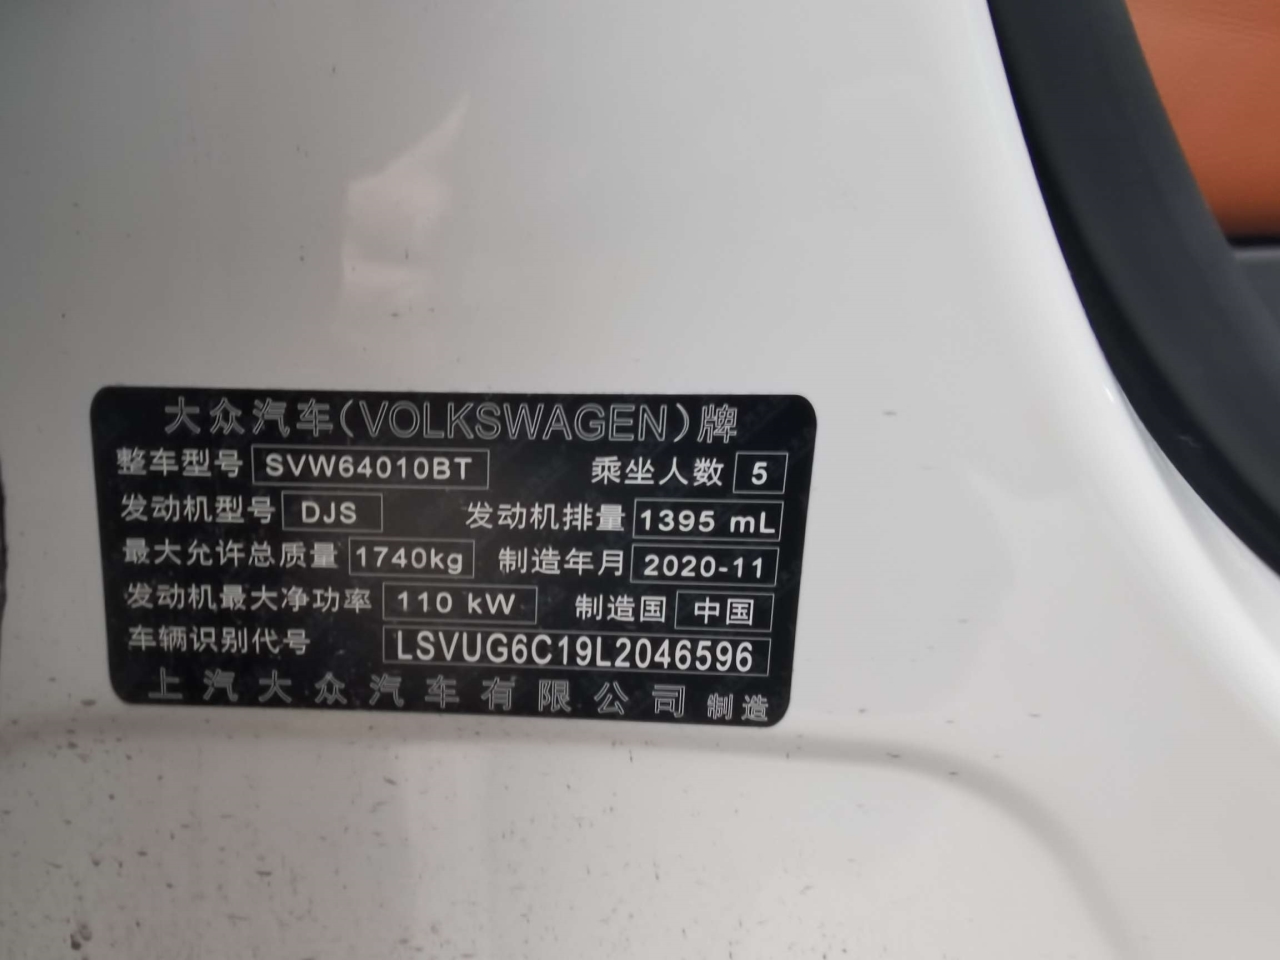 大众汽车(VOLKSWAGEN)牌
整车型号 SVW64010BT 乘坐人数 5
发动机型号 DJS 发动机排量 1395 mL
最大允许总质量 1740kg 制造年月 2020-11
发动机最大净功率 110 kW 制造国 中国
车辆识别代号 LSVUG6C19L2046596
上汽大众汽车有限公司 制造